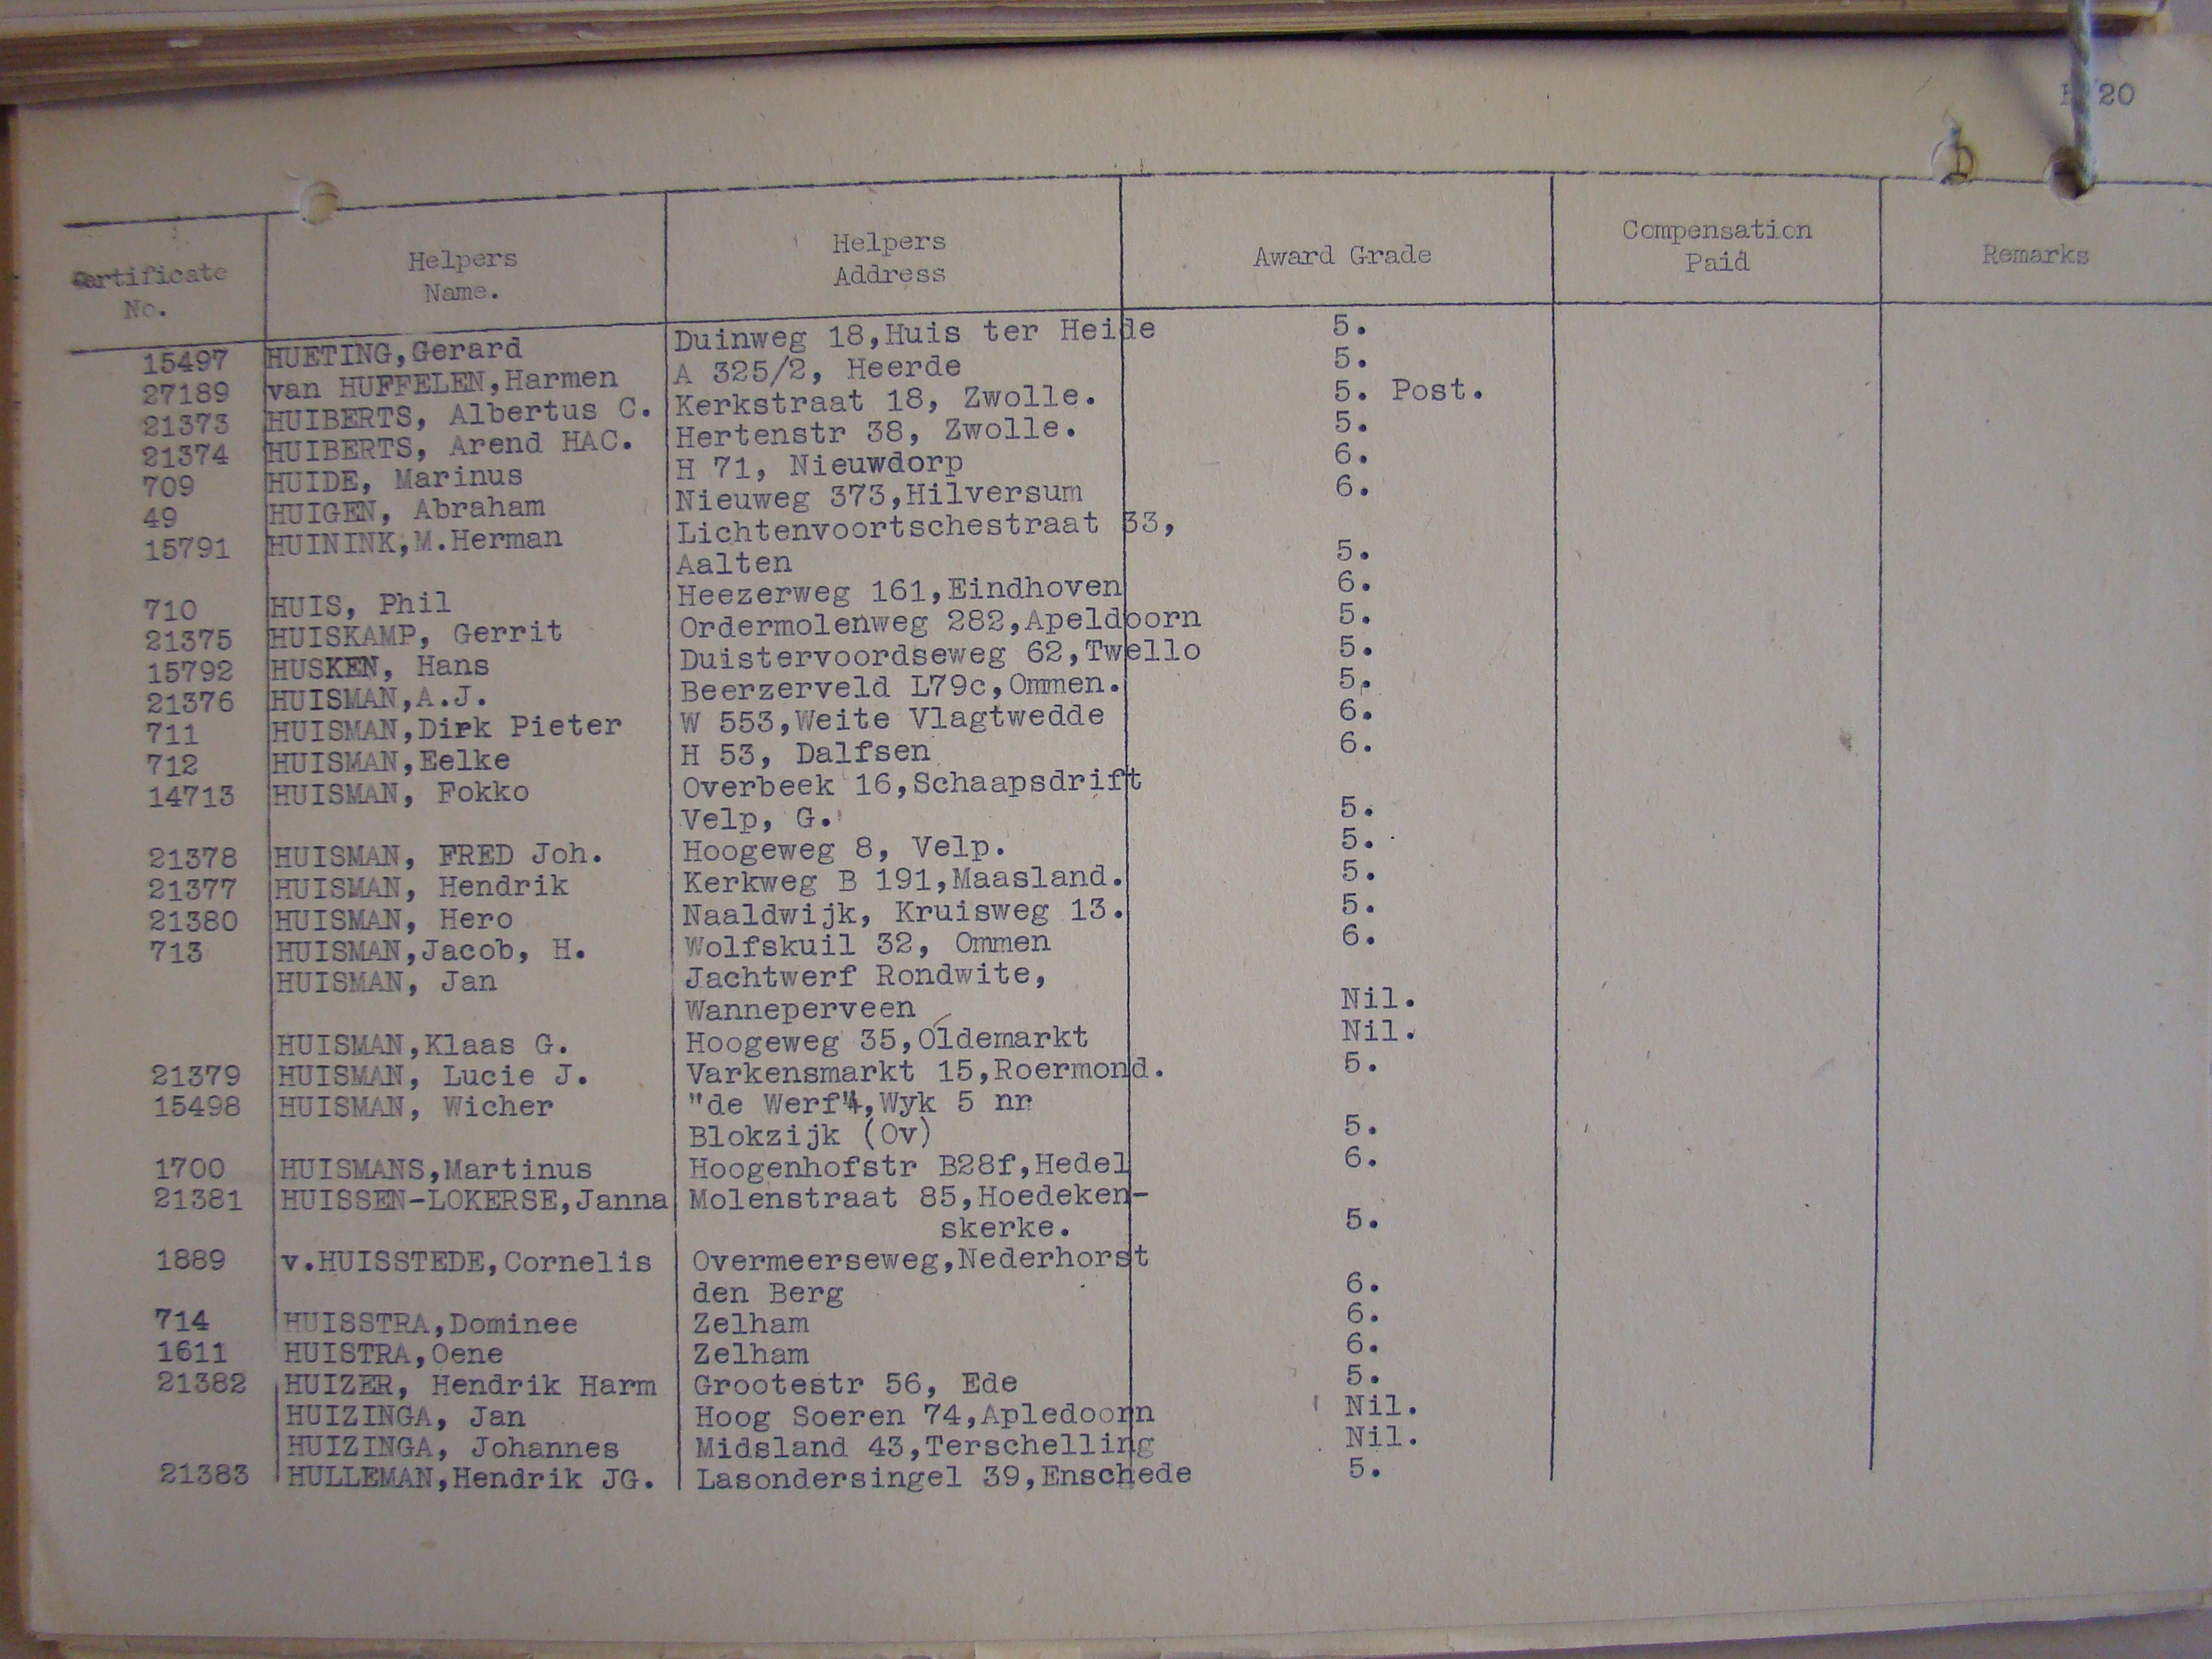 20
Certificate No. Helpers Name. Helpers Address Award Grade Compensation Paid Remarks
15497 HUETING,Gerard Duinweg 18,Huis ter Heide 5.
27189 van HUFFELEN,Harmen A 325/2, Heerde 5.
21373 HUIBERTS, Albertus C. Kerkstraat 18, Zwolle. 5. Post.
21374 HUIBERTS, Arend HAC. Hertenstr 38, Zwolle. 5.
709 HUIDE, Marinus H 71, Nieuwdorp 6.
49 HUIGEN, Abraham Nieuweg 373,Hilversum 6.
15791 HUININK,M.Herman Lichtenvoortschestraat 33,
Aalten 5.
710 HUIS, Phil Heezerweg 161,Eindhoven 6.
21375 HUISKAMP, Gerrit Ordermolenweg 282,Apeldoorn 5.
15792 HUSKEN, Hans Duistervoordseweg 62,Twello 5.
21376 HUISMAN,A.J. Beerzerveld L79c,Ommen. 5.
711 HUISMAN,Dirk Pieter W 553,Weite Vlagtwedde 6.
712 HUISMAN,Eelke H 53, Dalfsen 6.
14713 HUISMAN, Fokko Overbeek 16,Schaapsdrift
Velp, G. 5.
21378 HUISMAN, FRED Joh. Hoogeweg 8, Velp. 5.
21377 HUISMAN, Hendrik Kerkweg B 191,Maasland. 5.
21380 HUISMAN, Hero Naaldwijk, Kruisweg 13. 5.
713 HUISMAN,Jacob, H. Wolfskuil 32, Ommen 6.
HUISMAN, Jan Jachtwerf Rondwite,
Wanneperveen Nil.
HUISMAN,Klaas G. Hoogeweg 35,Oldemarkt Nil.
21379 HUISMAN, Lucie J. Varkensmarkt 15,Roermond. 5.
15498 HUISMAN, Wicher "de Werf"4,Wyk 5 nr
Blokzijk (Ov) 5.
1700 HUISMANS,Martinus Hoogenhofstr B28f,Hedel 6.
21381 HUISSEN-LOKERSE,Janna Molenstraat 85,Hoedeken-
skerke. 5.
1889 v.HUISSTEDE,Cornelis Overmeerseweg,Nederhorst
den Berg 6.
714 HUISSTRA,Dominee Zelham 6.
1611 HUISTRA,Oene Zelham 6.
21382 HUIZER, Hendrik Harm Grootestr 56, Ede 5.
HUIZINGA, Jan Hoog Soeren 74,Apledoorn Nil.
HUIZINGA, Johannes Midsland 43,Terschelling Nil.
21383 HULLEMAN,Hendrik JG. Lasondersingel 39,Enschede 5.